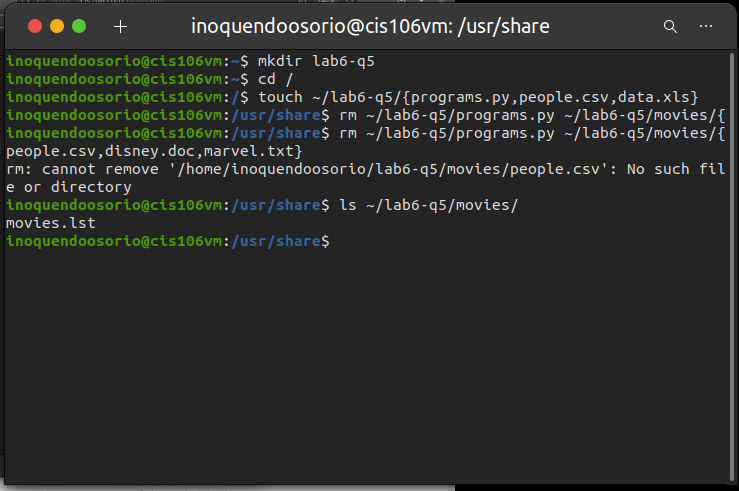 inoquendoosorio@cis106vm: /usr/share
inoquendoosorio@cis106vm:~$ mkdir lab6-q5
inoquendoosorio@cis106vm:~$ cd /
inoquendoosorio@cis106vm:/$ touch ~/lab6-q5/{programs.py,people.csv,data.xls}
inoquendoosorio@cis106vm:/usr/share$ rm ~/lab6-q5/programs.py ~/lab6-q5/movies/{
inoquendoosorio@cis106vm:/usr/share$ rm ~/lab6-q5/programs.py ~/lab6-q5/movies/{
people.csv,disney.doc,marvel.txt}
rm: cannot remove '/home/inoquendoosorio/lab6-q5/movies/people.csv': No such fil
e or directory
inoquendoosorio@cis106vm:/usr/share$ ls ~/lab6-q5/movies/
movies.lst
inoquendoosorio@cis106vm:/usr/share$